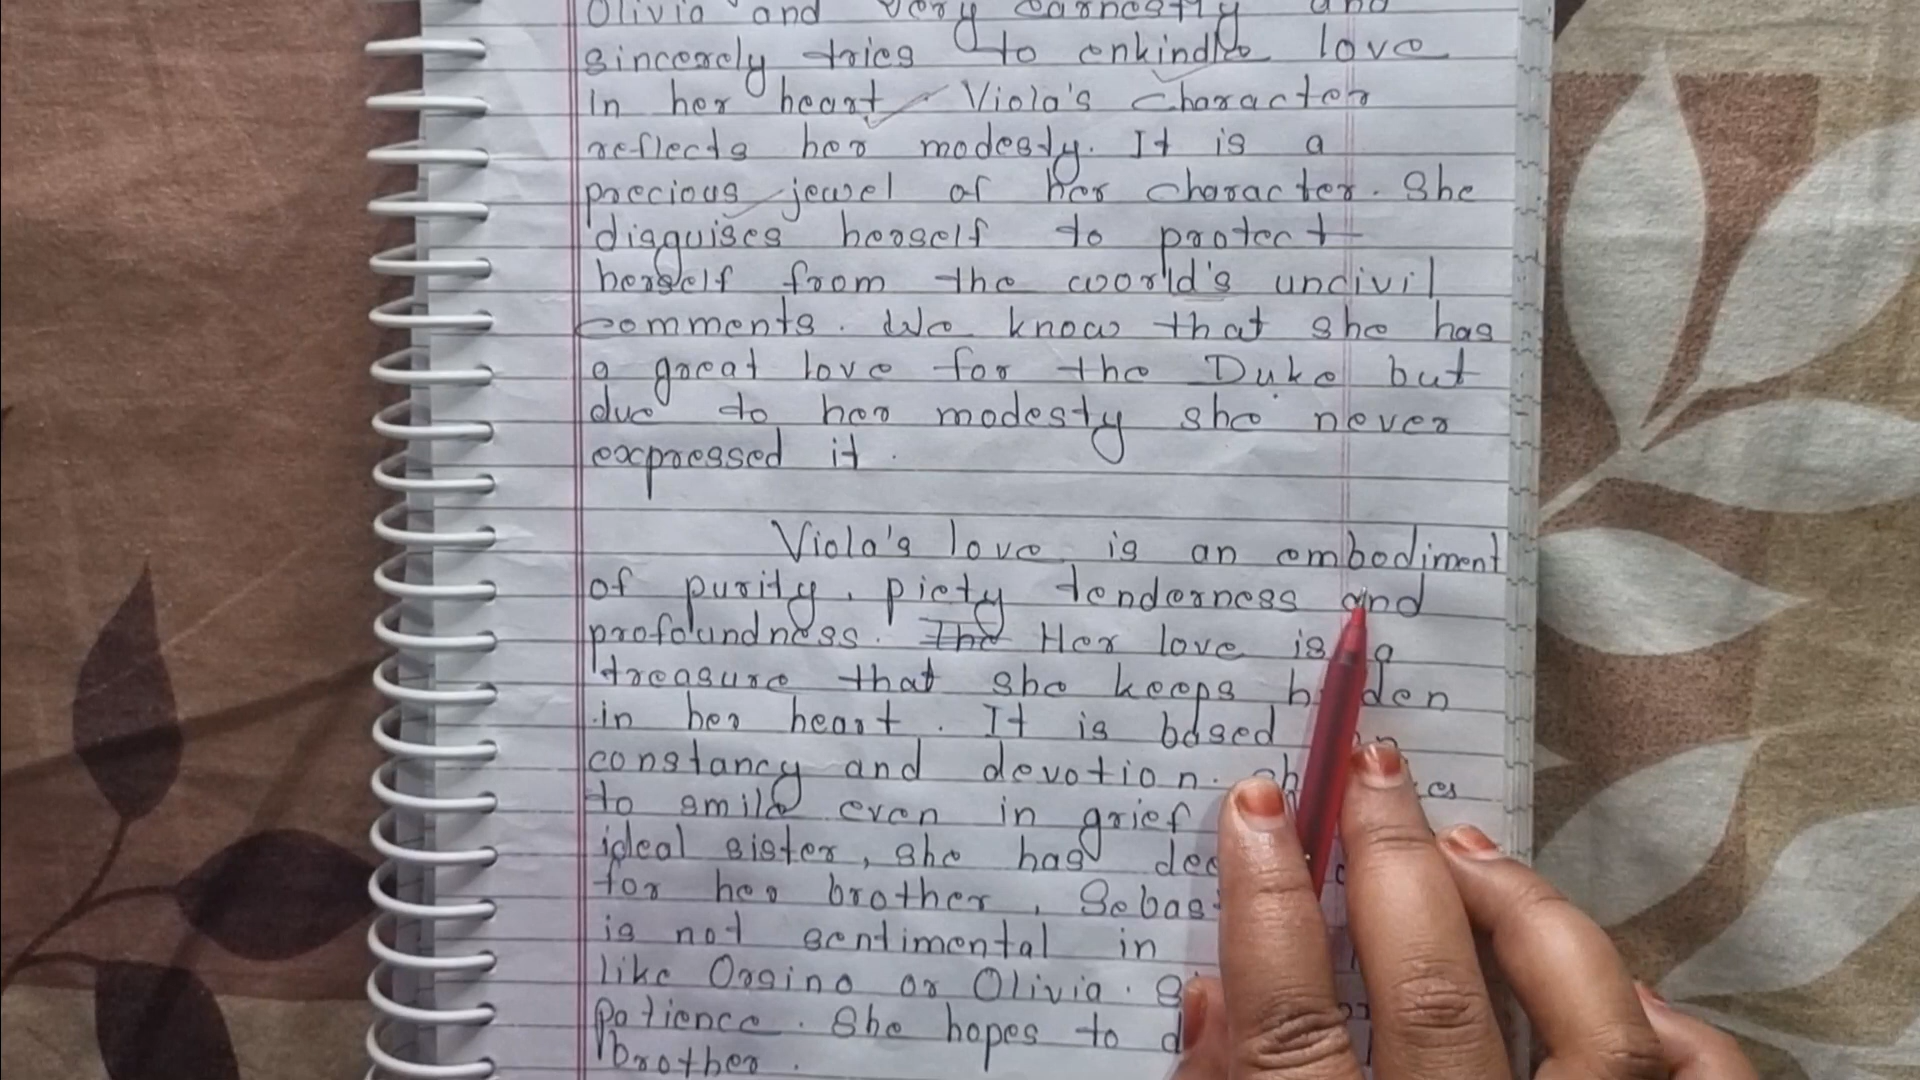 Olivia and very earnestly and
sincerely tries to enkindle love
in her heart. Viola's character
reflects her modesty. It is a
precious jewel of her character. She
disguises herself to protect
herself from the world's uncivil
comments. We know that she has
a great love for the Duke but
due to her modesty she never
expressed it.
Viola's love is an embodiment
of purity, piety tenderness and
profoundness. The Her love is a
treasure that she keeps
in her heart. It is based
constancy and devotion.
to smile even in grief
ideal sister, she has
for her brother,
is not sentimental in
like Orsino or Olivia.
patience. She hopes to
brother.